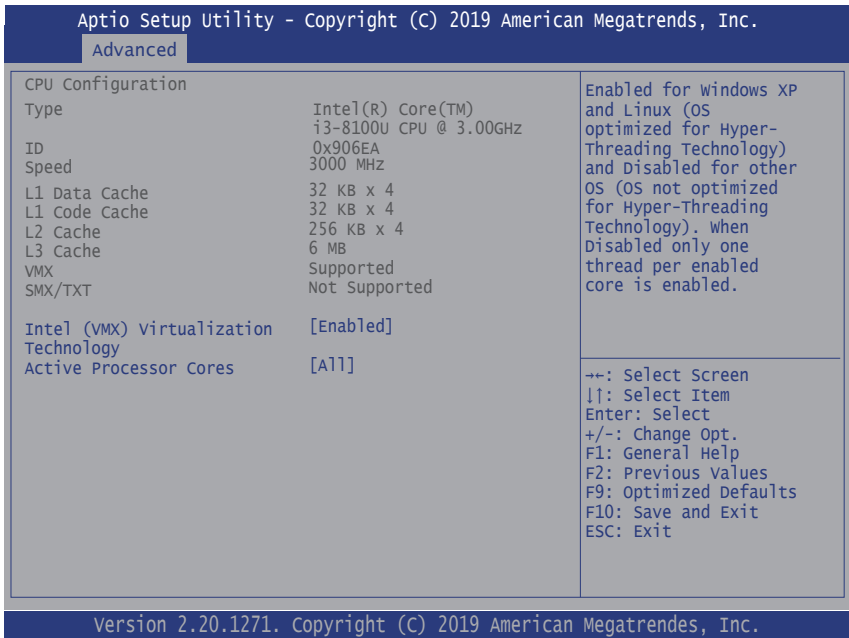 Aptio Setup Utility – Copyright (C) 2019 American Megatrends, Inc.
Advanced
CPU Configuration
Type Intel(R) Core(TM)
i3-8100U CPU @ 3.00GHz
ID 0x906EA
Speed 3000 MHz
L1 Data Cache 32 KB x 4
L1 Code Cache 32 KB x 4
L2 Cache 256 KB x 4
L3 Cache 6 MB
VMX Supported
SMX/TXT Not Supported
Intel (VMX) Virtualization [Enabled]
Technology
Active Processor Cores [All]
Enabled for Windows XP
and Linux (OS
optimized for Hyper-
Threading Technology)
and Disabled for other
OS (OS not optimized
for Hyper-Threading
Technology). When
Disabled only one
thread per enabled
core is enabled.
→←: Select Screen
↓↑: Select Item
Enter: Select
+/-: Change Opt.
F1: General Help
F2: Previous Values
F9: Optimized Defaults
F10: Save and Exit
ESC: Exit
Version 2.20.1271. Copyright (C) 2019 American Megatrendes, Inc.